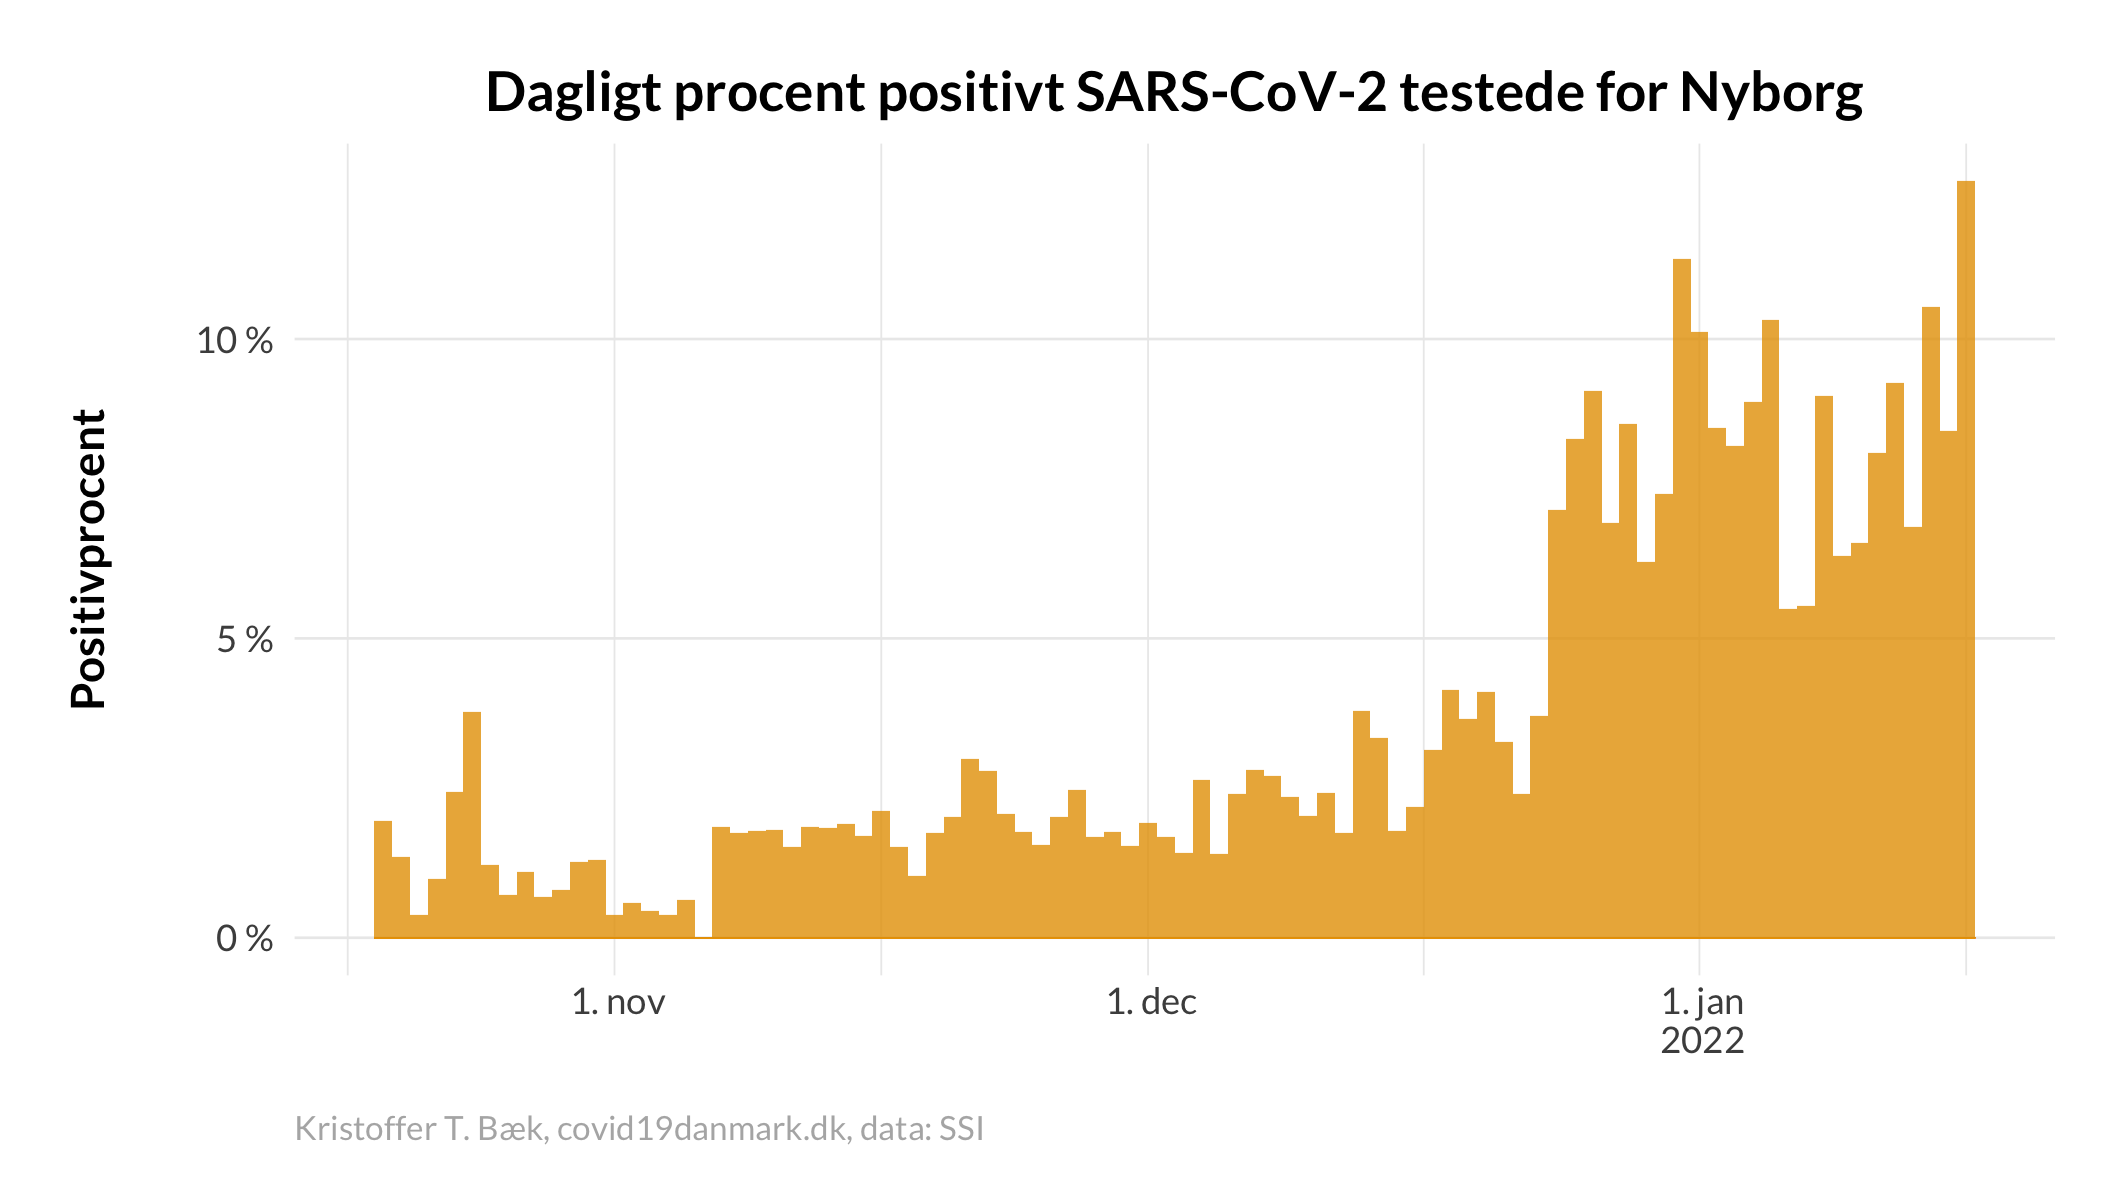 Dagligt procent positivt SARS-CoV-2 testede for Nyborg
Positivprocent
10 %
5 %
0 %
1. nov
1. dec
1. jan
2022
Kristoffer T. Bæk, covid19danmark.dk, data: SSI